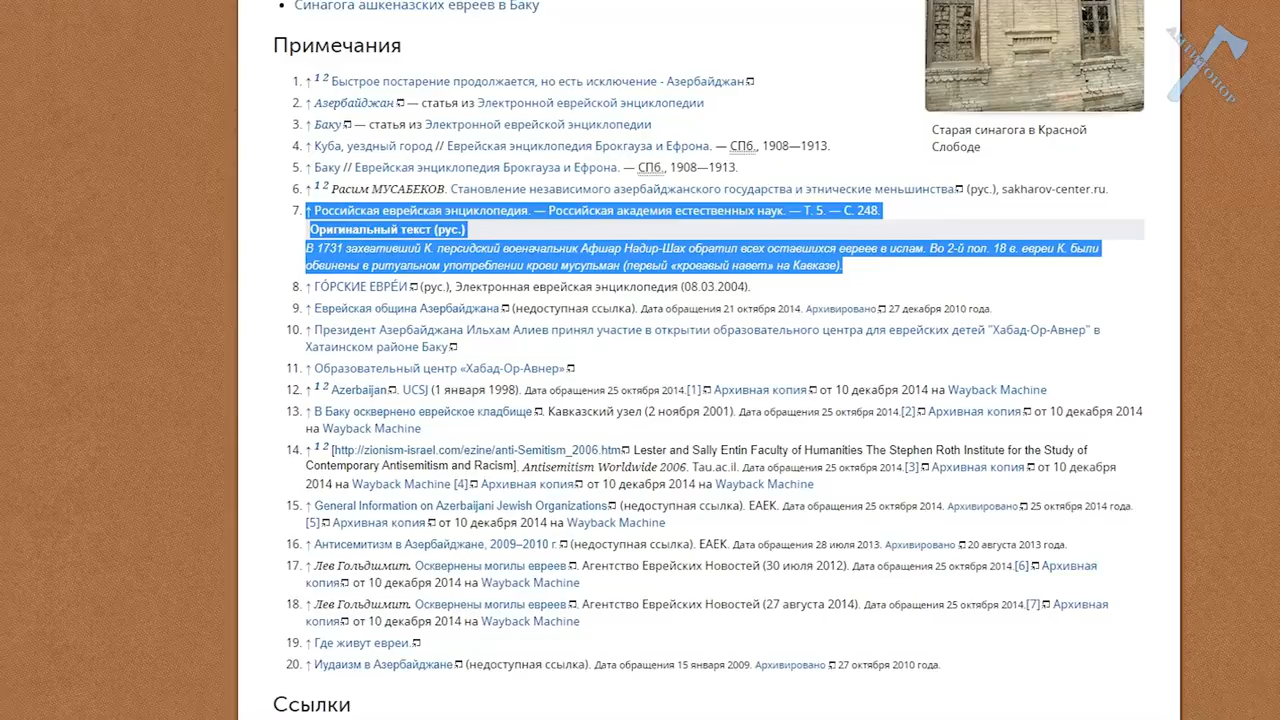 Синагога ашкеназских евреев в Баку
Примечания
1. ↑ 1 2 Быстрое постарение продолжается, но есть исключение - Азербайджан
2. ↑ Азербайджан — статья из Электронной еврейской энциклопедии
3. ↑ Баку — статья из Электронной еврейской энциклопедии
4. ↑ Куба, уездный город // Еврейская энциклопедия Брокгауза и Ефрона. — СПб., 1908—1913.
5. ↑ Баку // Еврейская энциклопедия Брокгауза и Ефрона. — СПб., 1908—1913.
6. ↑ 1 2 Расим МУСАБЕКОВ. Становление независимого азербайджанского государства и этнические меньшинства (рус.), sakharov-center.ru.
7. ↑ Российская еврейская энциклопедия. — Российская академия естественных наук. — Т. 5. — С. 248.
Оригинальный текст (рус.)
В 1731 захвативший К. персидский военачальник Афшар Надир-Шах обратил всех оставшихся евреев в ислам. Во 2-й пол. 18 в. евреи К. были
обвинены в ритуальном употреблении крови мусульман (первый «кровавый навет» на Кавказе).
8. ↑ ГО́РСКИЕ ЕВРЕ́И (рус.), Электронная еврейская энциклопедия (08.03.2004).
9. ↑ Еврейская община Азербайджана (недоступная ссылка). Дата обращения 21 октября 2014. Архивировано 27 декабря 2010 года.
10. ↑ Президент Азербайджана Ильхам Алиев принял участие в открытии образовательного центра для еврейских детей "Хабад-Ор-Авнер" в
Хатаинском районе Баку
11. ↑ Образовательный центр «Хабад-Ор-Авнер»
12. ↑ 1 2 Azerbaijan. UCSJ (1 января 1998). Дата обращения 25 октября 2014.[1] Архивная копия от 10 декабря 2014 на Wayback Machine
13. ↑ В Баку осквернено еврейское кладбище. Кавказский узел (2 ноября 2001). Дата обращения 25 октября 2014.[2] Архивная копия от 10 декабря 2014
на Wayback Machine
14. ↑ 1 2 [http://zionism-israel.com/ezine/anti-Semitism_2006.htm Lester and Sally Entin Faculty of Humanities The Stephen Roth Institute for the Study of
Contemporary Antisemitism and Racism]. Antisemitism Worldwide 2006. Tau.ac.il. Дата обращения 25 октября 2014.[3] Архивная копия от 10 декабря
2014 на Wayback Machine [4] Архивная копия от 10 декабря 2014 на Wayback Machine
15. ↑ General Information on Azerbaijani Jewish Organizations (недоступная ссылка). ЕАЕК. Дата обращения 25 октября 2014. Архивировано 25 октября 2014 года.
[5] Архивная копия от 10 декабря 2014 на Wayback Machine
16. ↑ Антисемитизм в Азербайджане, 2009–2010 г. (недоступная ссылка). ЕАЕК. Дата обращения 28 июля 2013. Архивировано 20 августа 2013 года.
17. ↑ Лев Гольдшмит. Осквернены могилы евреев. Агентство Еврейских Новостей (30 июля 2012). Дата обращения 25 октября 2014.[6] Архивная
копия от 10 декабря 2014 на Wayback Machine
18. ↑ Лев Гольдшмит. Осквернены могилы евреев. Агентство Еврейских Новостей (27 августа 2014). Дата обращения 25 октября 2014.[7] Архивная
копия от 10 декабря 2014 на Wayback Machine
19. ↑ Где живут евреи.
20. ↑ Иудаизм в Азербайджане (недоступная ссылка). Дата обращения 15 января 2009. Архивировано 27 октября 2010 года.
Ссылки
Старая синагога в Красной
Слободе
АНТИТОПОР